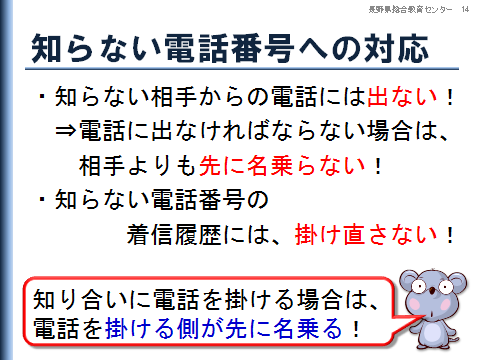 長野県総合教育センター 14
知らない電話番号への対応
・知らない相手からの電話には出ない！
⇒電話に出なければならない場合は、
相手よりも先に名乗らない！
・知らない電話番号の
着信履歴には、掛け直さない！
知り合いに電話を掛ける場合は、
電話を掛ける側が先に名乗る！